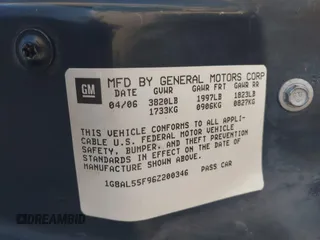 GM
MFD BY GENERAL MOTORS CORP
DATE GVWR GAWR FRT GAWR RR
04/06 3820LB 1997LB 1823LB
1733KG 0906KG 0827KG
THIS VEHICLE CONFORMS TO ALL APPLI-
CABLE U.S. FEDERAL MOTOR VEHICLE
SAFETY, BUMPER, AND THEFT PREVENTION
STANDARDS IN EFFECT ON THE DATE OF
MANUFACTURE SHOWN ABOVE.
1GBAL55F96Z200346 PASS CAR
DREAMBID